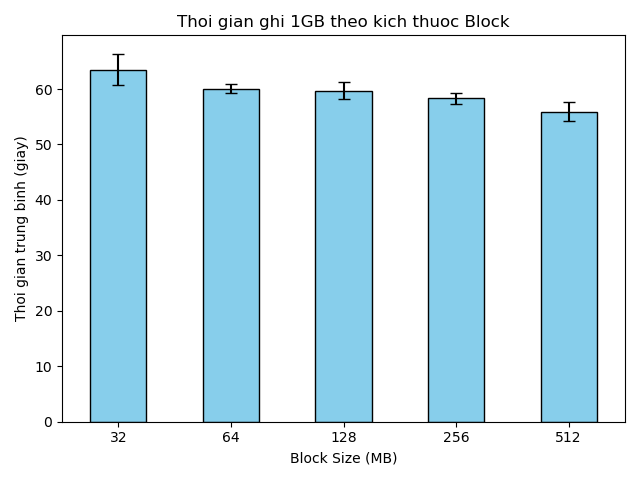 Thoi gian ghi 1GB theo kich thuoc Block
Thoi gian trung binh (giay)
60
50
40
30
20
10
0
32 64 128 256 512
Block Size (MB)